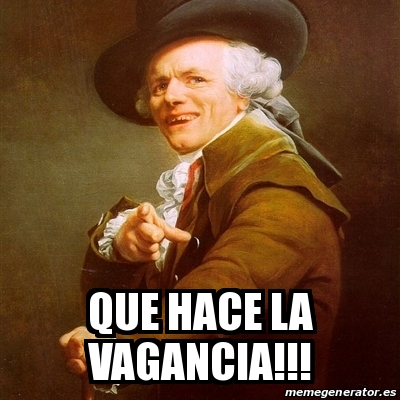 QUE HACE LA
VAGANCIA!!!
memegenerator.es